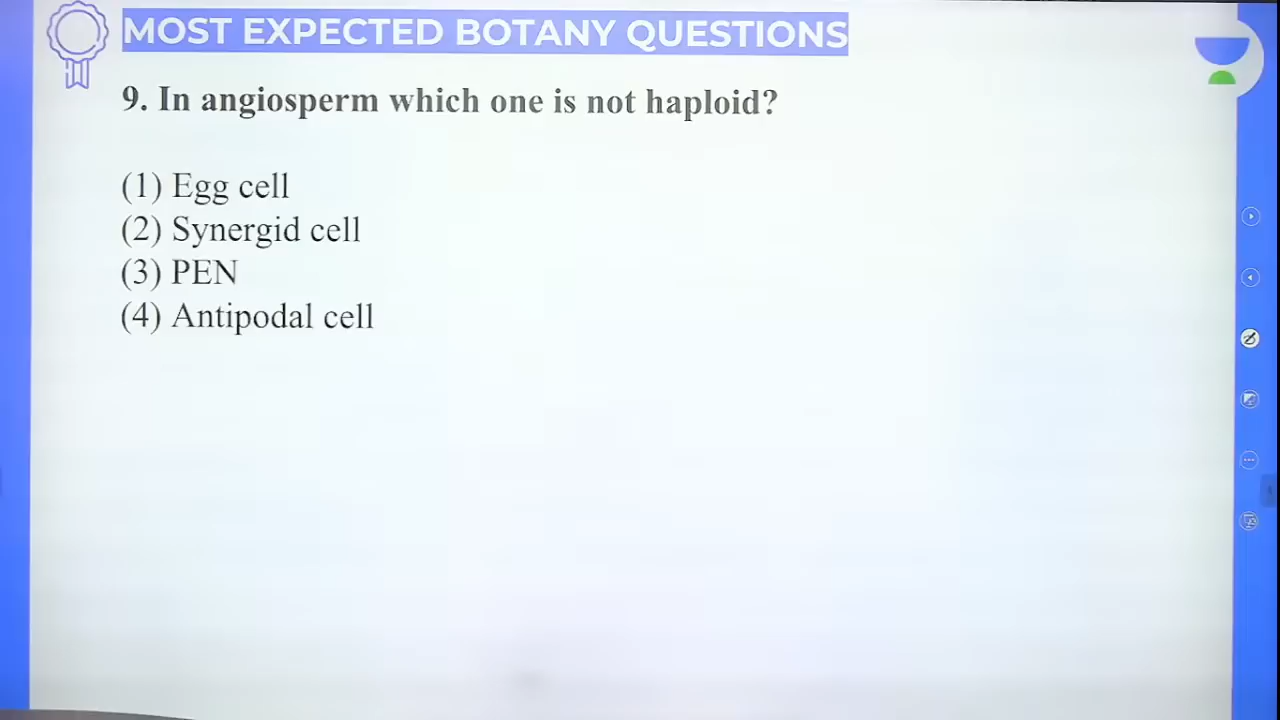 MOST EXPECTED BOTANY QUESTIONS
9. In angiosperm which one is not haploid?
(1) Egg cell
(2) Synergid cell
(3) PEN
(4) Antipodal cell